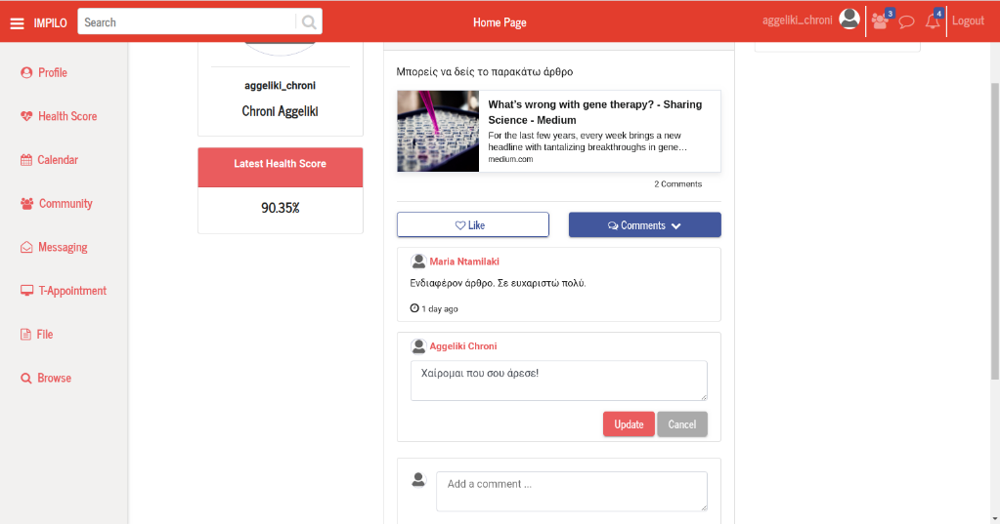 IMPILO
Search
Home Page
aggeliki_chroni
3
4
Logout
Profile
Health Score
Calendar
Community
Messaging
T-Appointment
File
Browse
aggeliki_chroni
Chroni Aggeliki
Latest Health Score
90.35%
Μπορείς να δείς το παρακάτω άρθρο
What's wrong with gene therapy? - Sharing
Science - Medium
For the last few years, every week brings a new
headline with tantalizing breakthroughs in gene…
medium.com
2 Comments
Like
Comments
Maria Ntamilaki
Ενδιαφέρον άρθρο. Σε ευχαριστώ πολύ.
1 day ago
Aggeliki Chroni
Χαίρομαι που σου άρεσε!
Update
Cancel
Add a comment ...